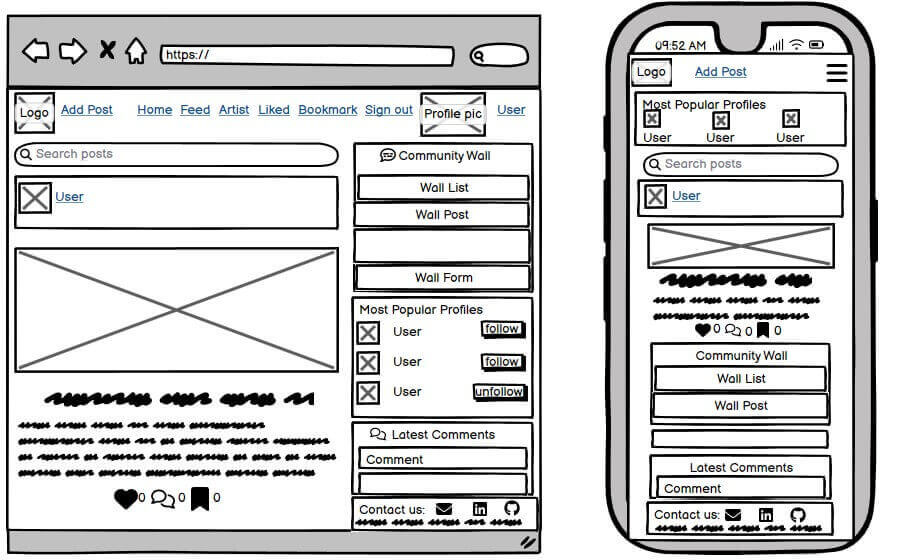 https://
Logo Add Post Home Feed Artist Liked Bookmark Sign out Profile pic User
Search posts
User
0 0 0
Community Wall
Wall List
Wall Post
Wall Form
Most Popular Profiles
User follow
User follow
User unfollow
Latest Comments
Comment
Contact us:
09:52 AM
Logo Add Post
Most Popular Profiles
User User User
Search posts
User
0 0 0
Community Wall
Wall List
Wall Post
Latest Comments
Comment
Contact us: